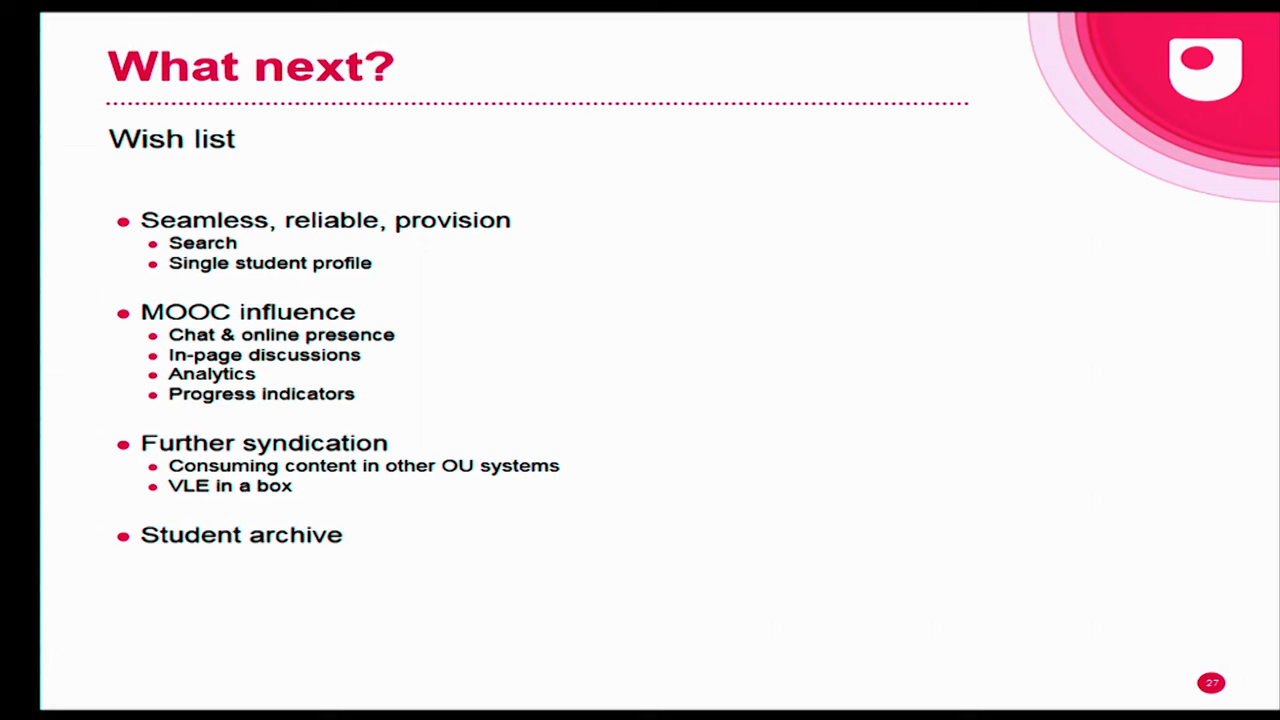 What next?
Wish list
Seamless, reliable, provision
Search
Single student profile
MOOC influence
Chat & online presence
In-page discussions
Analytics
Progress indicators
Further syndication
Consuming content in other OU systems
VLE in a box
Student archive
27